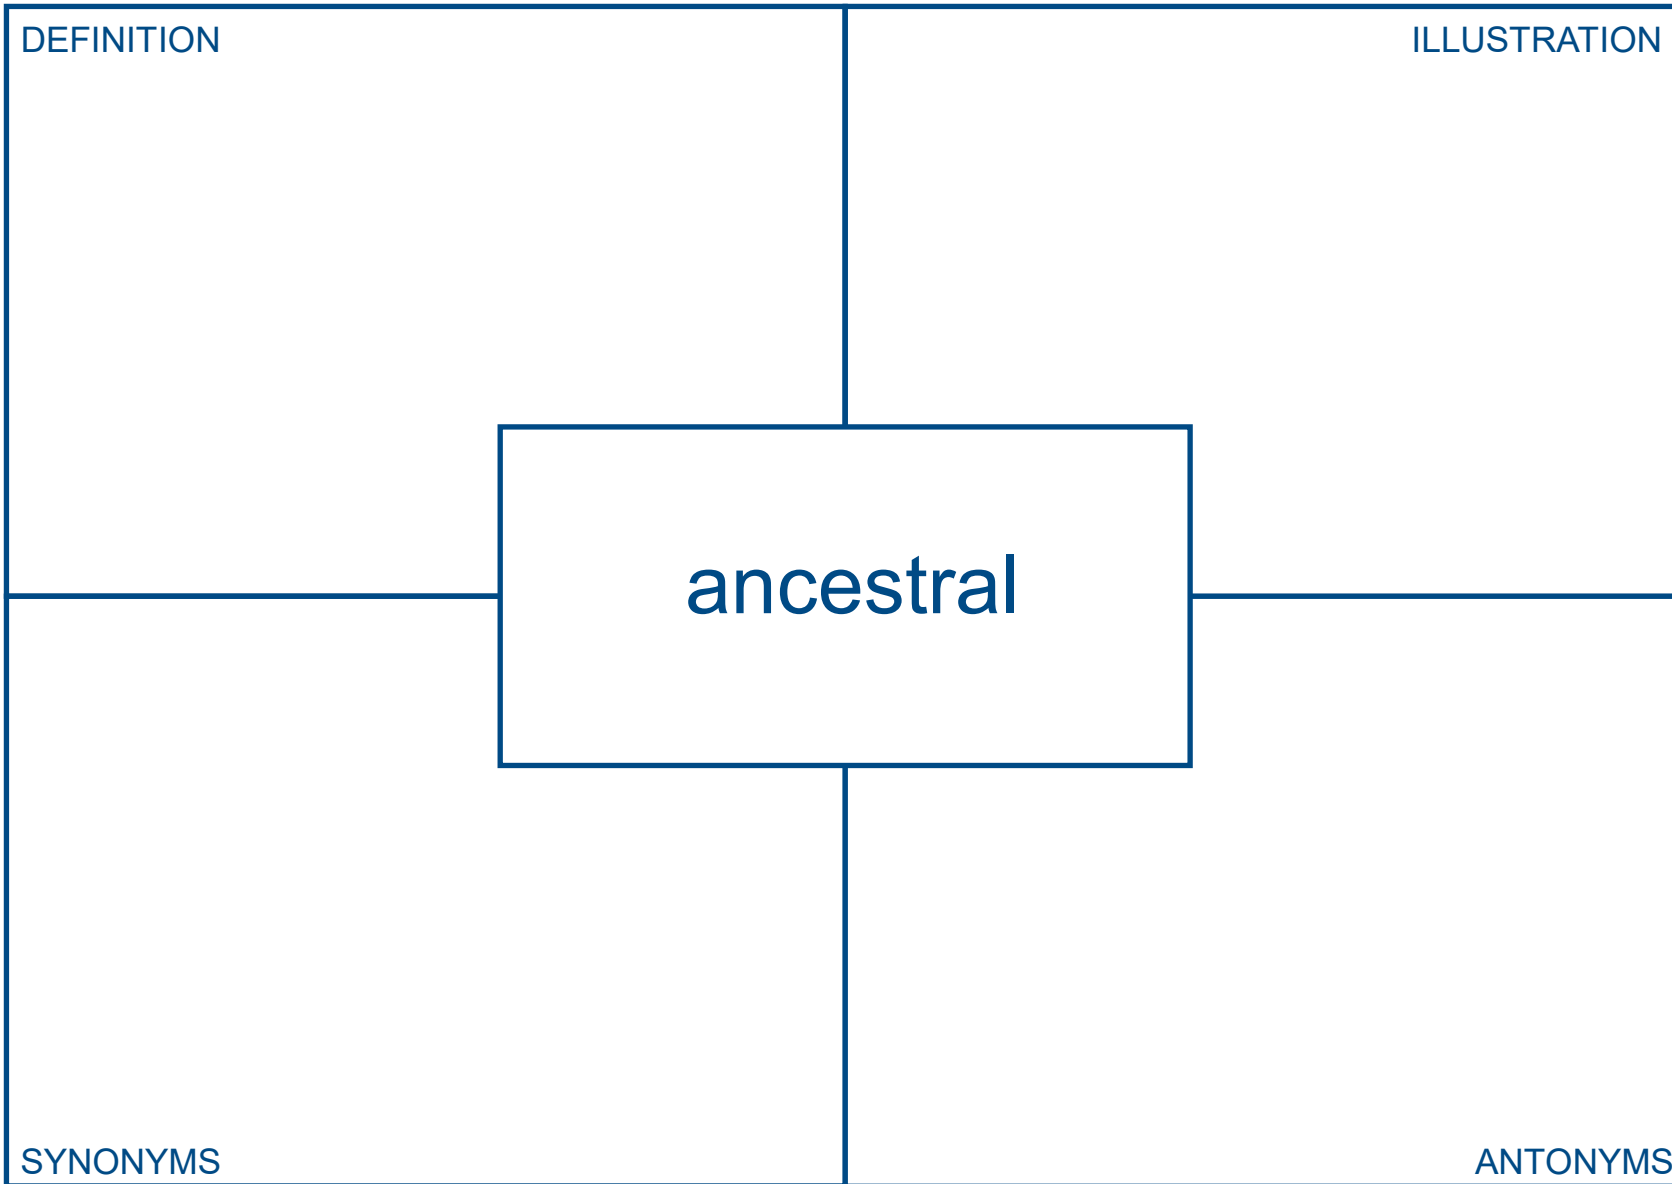 DEFINITION
ILLUSTRATION
ancestral
SYNONYMS
ANTONYMS